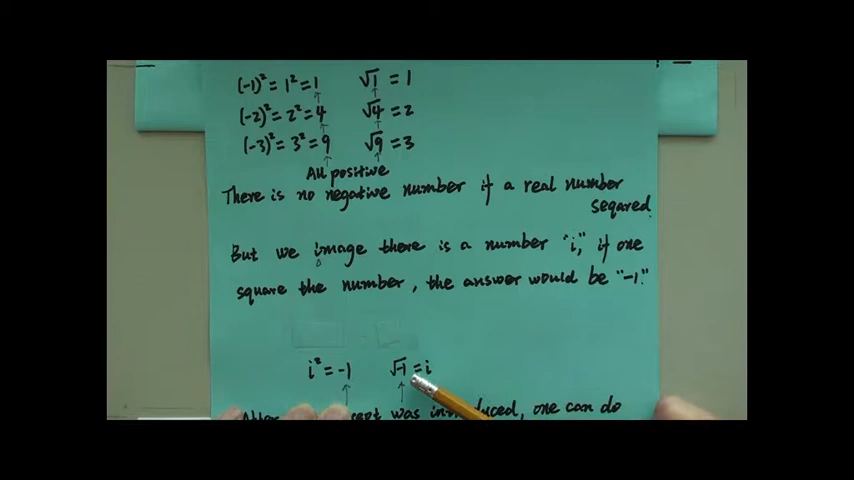 (-1)² = 1² = 1 √1 = 1
(-2)² = 2² = 4 √4 = 2
(-3)² = 3² = 9 √9 = 3
All positive
There is no negative number if a real number
seqared.
But we image there is a number "i," if one
square the number, the answer would be "-1."
i² = -1 √-1 = i
After was introduced, one can do